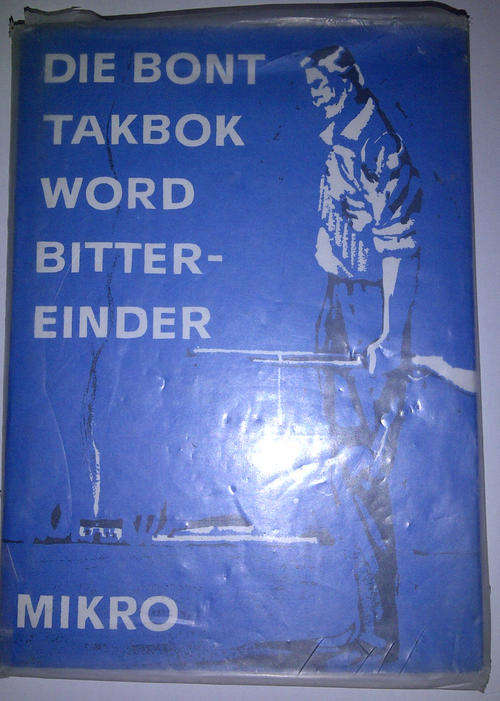 DIE BONT
TAKBOK
WORD
BITTER-
EINDER
MIKRO